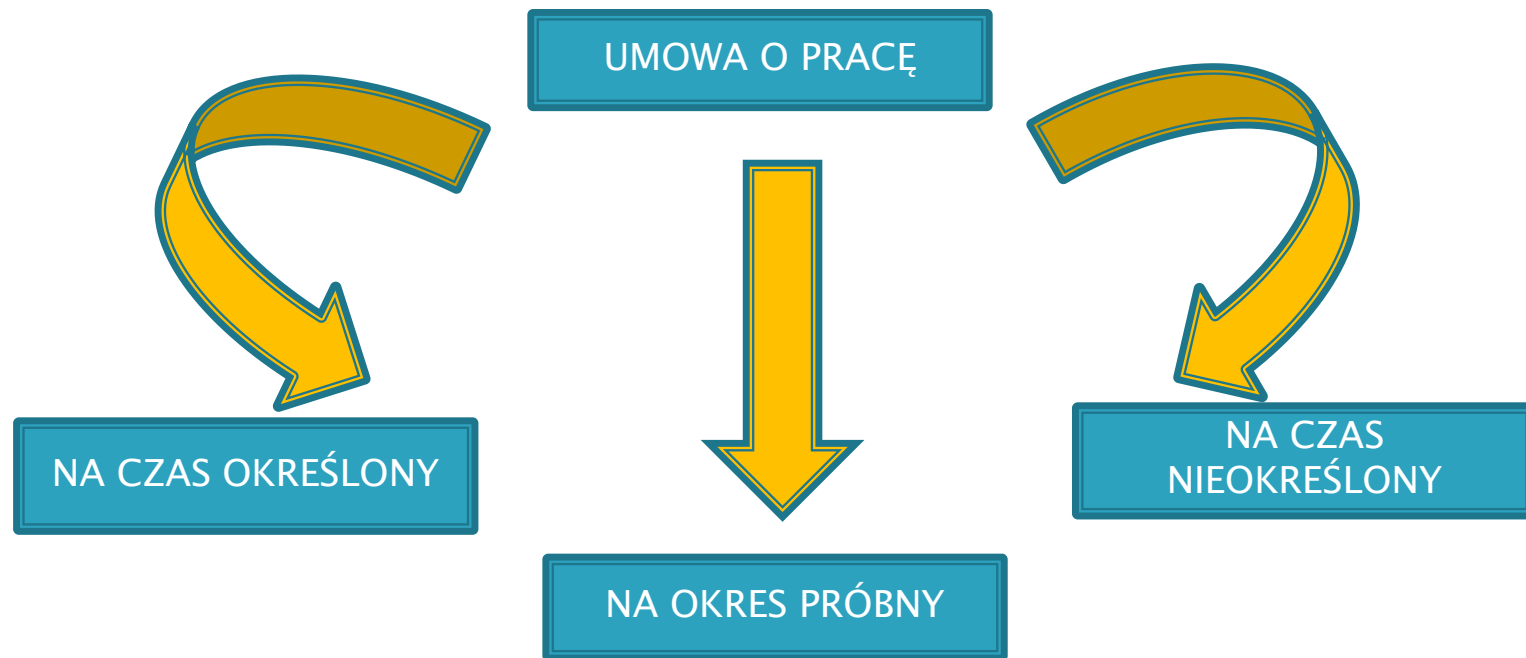 UMOWA O PRACĘ
NA CZAS OKREŚLONY
NA CZAS
NIEOKREŚLONY
NA OKRES PRÓBNY